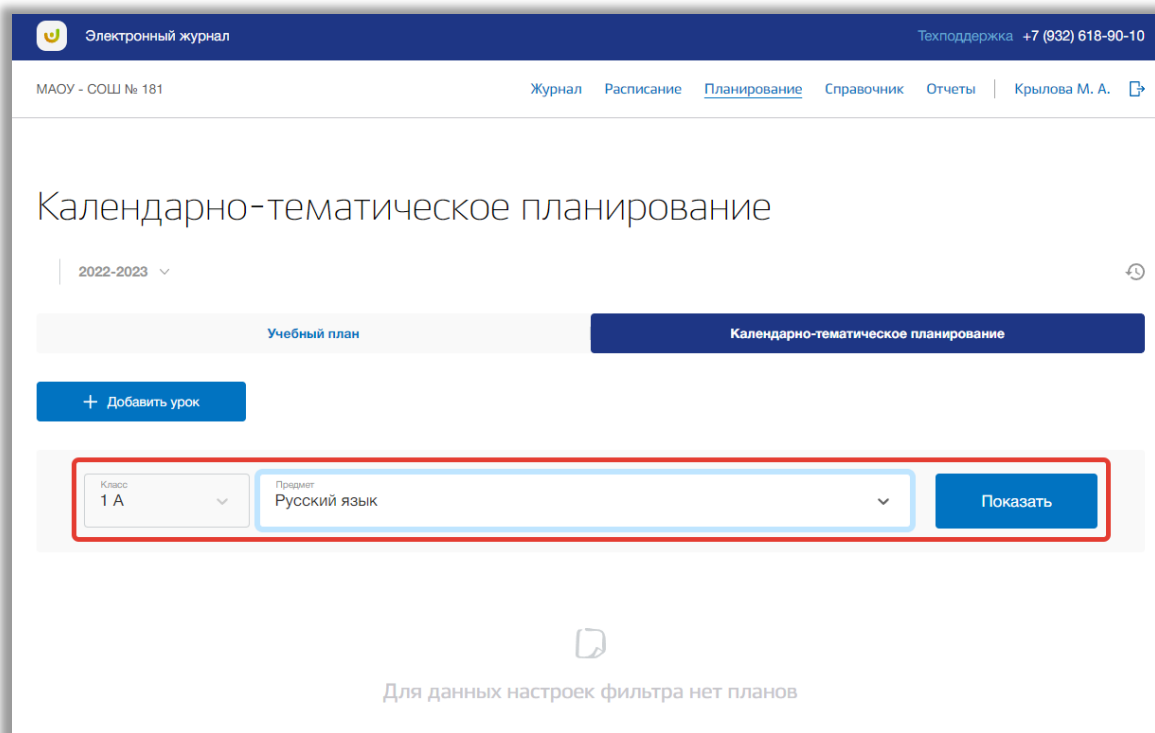 Электронный журнал
Техподдержка +7 (932) 618-90-10
МАОУ - СОШ № 181
Журнал Расписание Планирование Справочник Отчеты Крылова М. А.
Календарно-тематическое планирование
2022-2023
Учебный план
Календарно-тематическое планирование
+ Добавить урок
Класс
1 А
Предмет
Русский язык
Показать
Для данных настроек фильтра нет планов